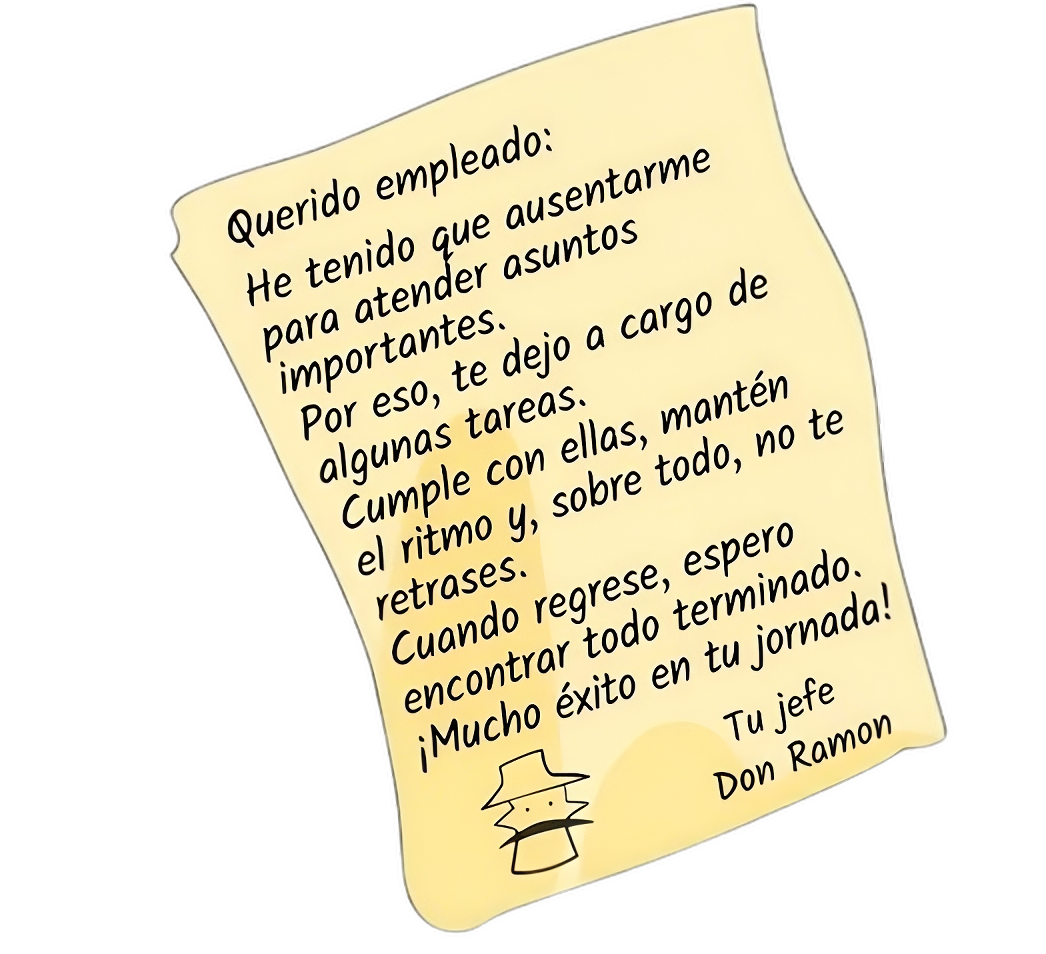 Querido empleado:
He tenido que ausentarme
para atender asuntos
importantes.
Por eso, te dejo a cargo de
algunas tareas.
Cumple con ellas, mantén
el ritmo y, sobre todo, no te
retrases.
Cuando regrese, espero
encontrar todo terminado.
¡Mucho éxito en tu jornada!
Tu jefe
Don Ramon